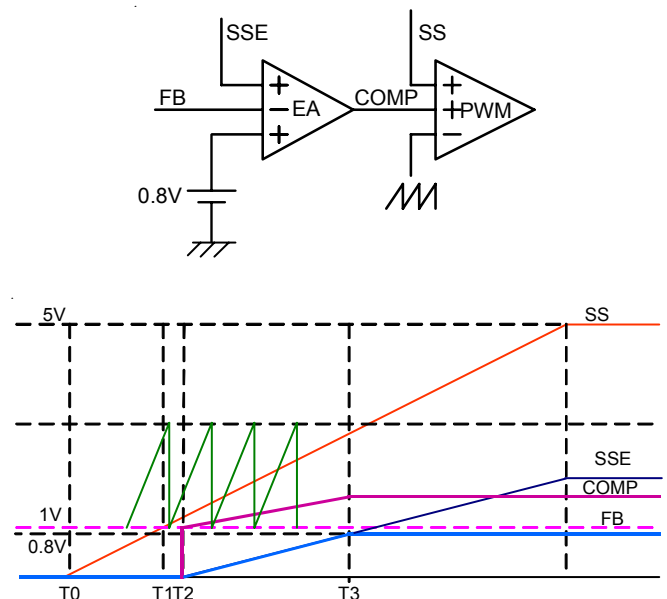 SSE
SS
FB
EA
COMP
PWM
0.8V
5V
SS
SSE
COMP
1V
FB
0.8V
T0
T1T2
T3